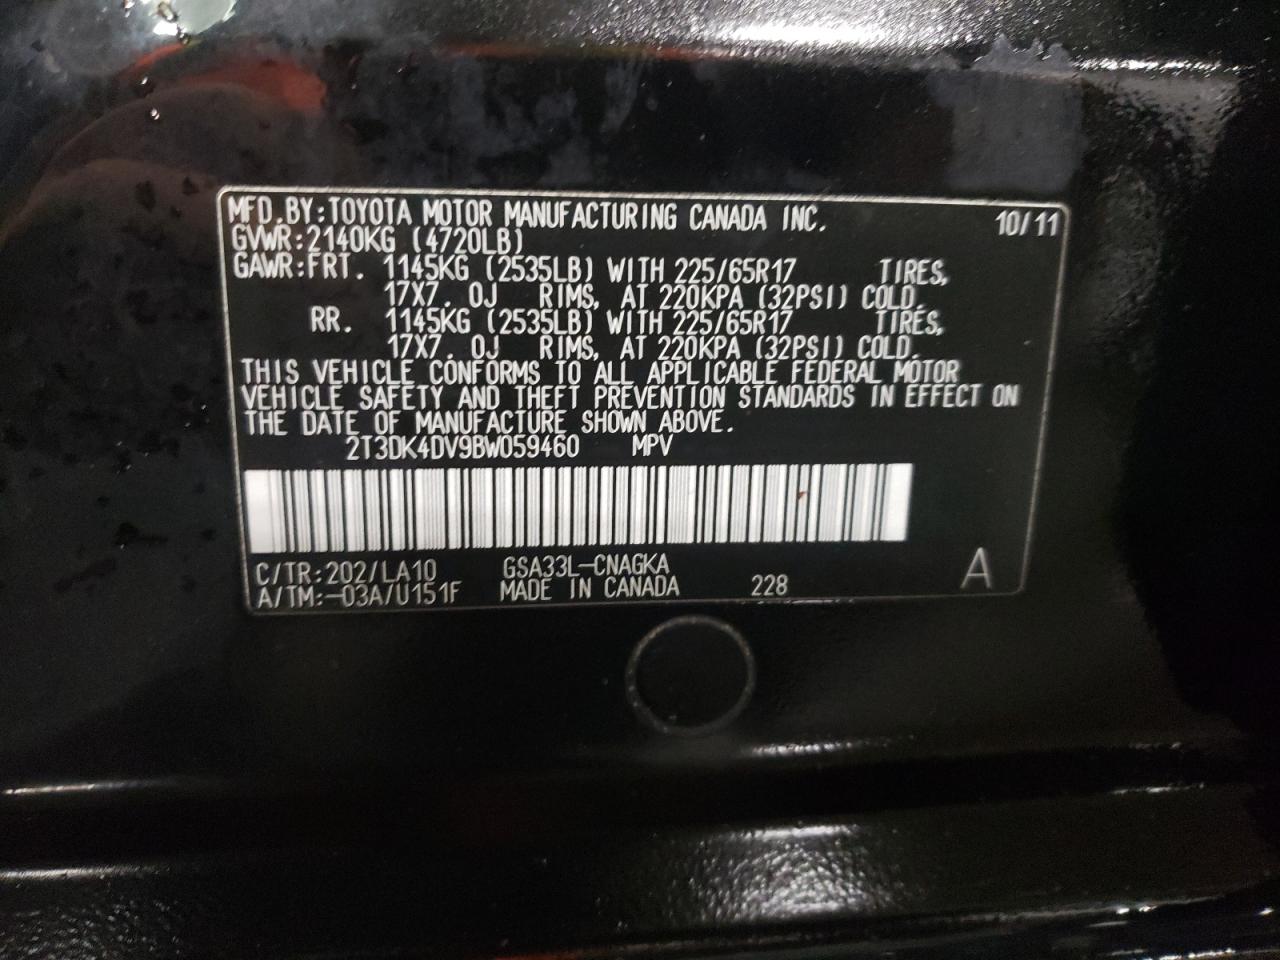 MFD.BY:TOYOTA MOTOR MANUFACTURING CANADA INC. 10/11
GVWR:2140KG (4720LB)
GAWR:FRT. 1145KG (2535LB) WITH 225/65R17 TIRES,
17X7.0J RIMS, AT 220KPA (32PSI) COLD.
RR. 1145KG (2535LB) WITH 225/65R17 TIRES,
17X7.0J RIMS, AT 220KPA (32PSI) COLD.
THIS VEHICLE CONFORMS TO ALL APPLICABLE FEDERAL MOTOR
VEHICLE SAFETY AND THEFT PREVENTION STANDARDS IN EFFECT ON
THE DATE OF MANUFACTURE SHOWN ABOVE.
2T3DK4DV9BW059460 MPV
C/TR:202/LA10 GSA33L-CNAGKA
A/TM:-03A/U151F MADE IN CANADA 228 A